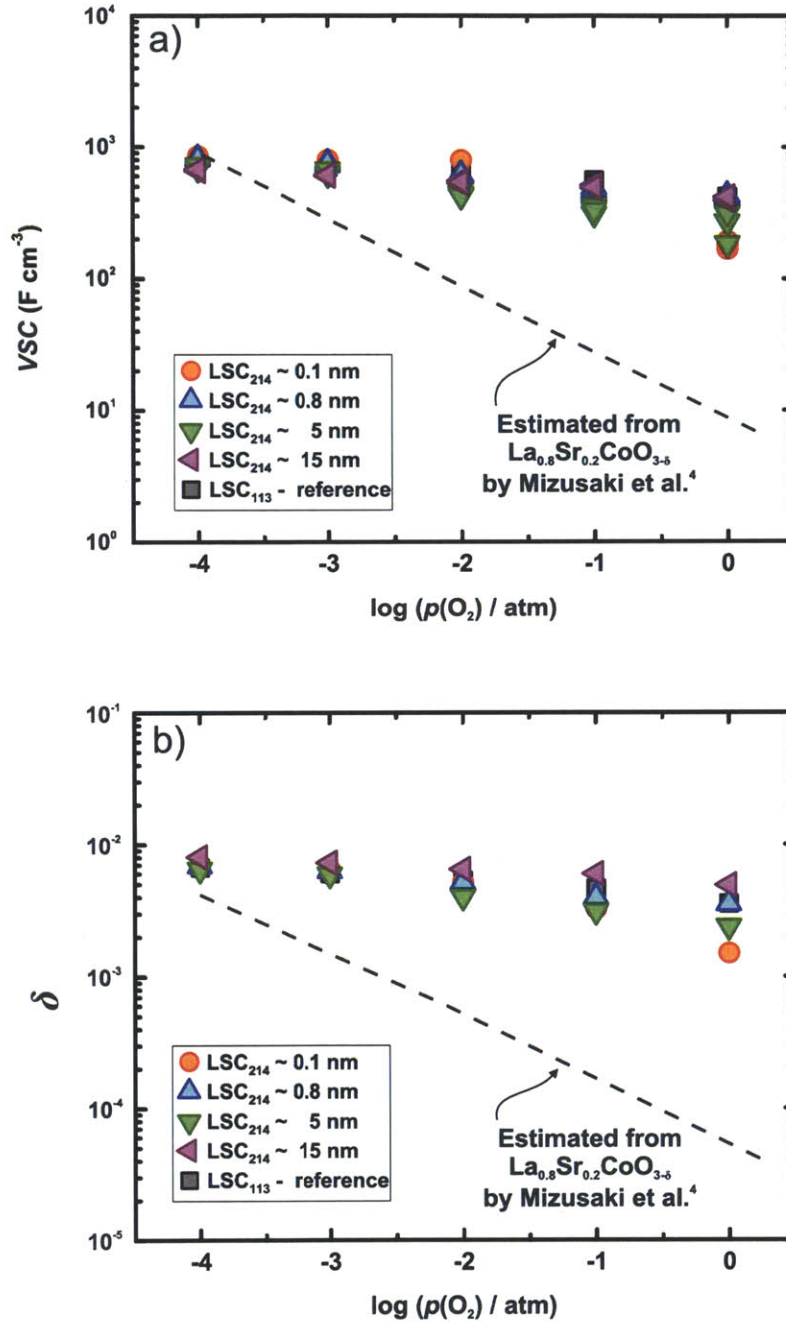 a)
10⁴
10³
10²
10¹
10⁰
VSC (F cm⁻³)
LSC₂₁₄ ~ 0.1 nm
LSC₂₁₄ ~ 0.8 nm
LSC₂₁₄ ~ 5 nm
LSC₂₁₄ ~ 15 nm
LSC₁₁₃ - reference
Estimated from
La₀.₈Sr₀.₂CoO₃₋δ
by Mizusaki et al.⁴
-4 -3 -2 -1 0
log (p(O₂) / atm)
b)
10⁻¹
10⁻²
10⁻³
10⁻⁴
10⁻⁵
δ
LSC₂₁₄ ~ 0.1 nm
LSC₂₁₄ ~ 0.8 nm
LSC₂₁₄ ~ 5 nm
LSC₂₁₄ ~ 15 nm
LSC₁₁₃ - reference
Estimated from
La₀.₈Sr₀.₂CoO₃₋δ
by Mizusaki et al.⁴
-4 -3 -2 -1 0
log (p(O₂) / atm)